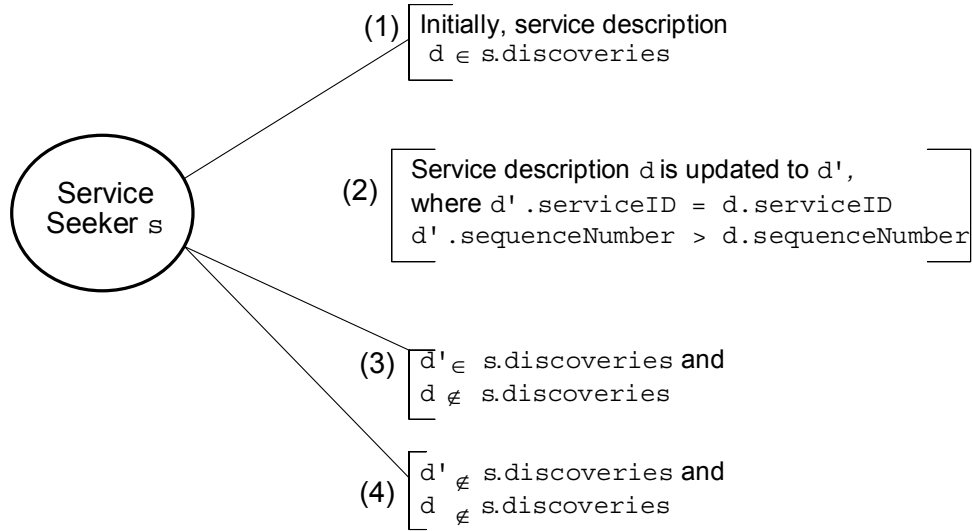 (1) Initially, service description
d ∈ s.discoveries
Service
Seeker s
(2) Service description d is updated to d',
where d'.serviceID = d.serviceID
d'.sequenceNumber > d.sequenceNumber
(3) d' ∈ s.discoveries and
d ∉ s.discoveries
(4) d' ∉ s.discoveries and
d ∉ s.discoveries